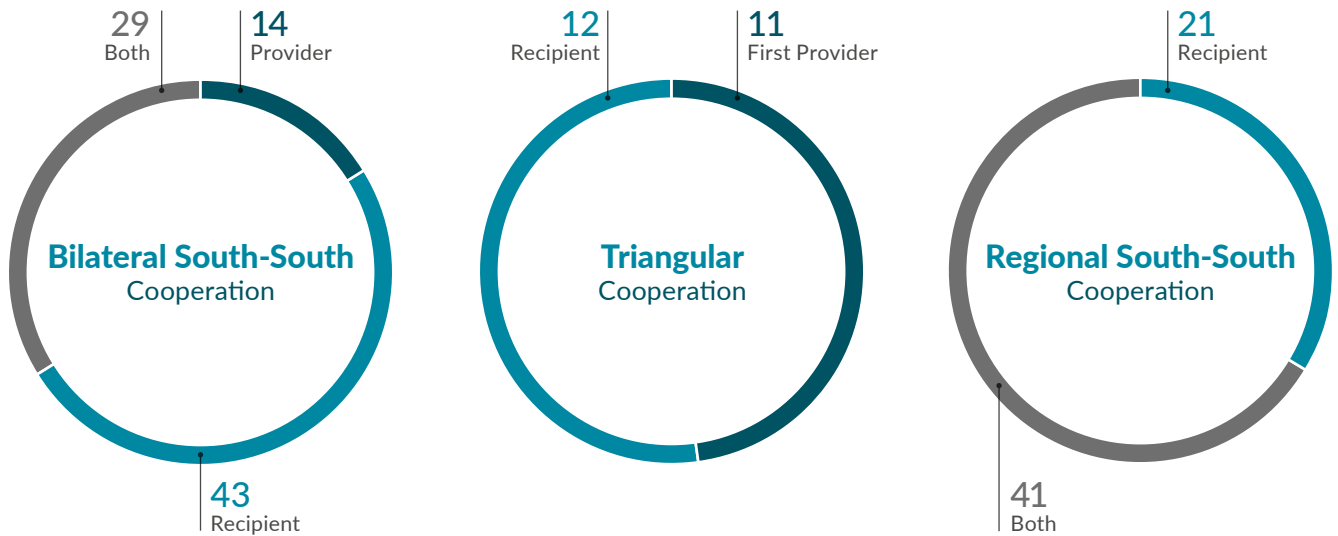 29
Both
14
Provider
Bilateral South-South
Cooperation
43
Recipient
12
Recipient
11
First Provider
Triangular
Cooperation
21
Recipient
Regional South-South
Cooperation
41
Both